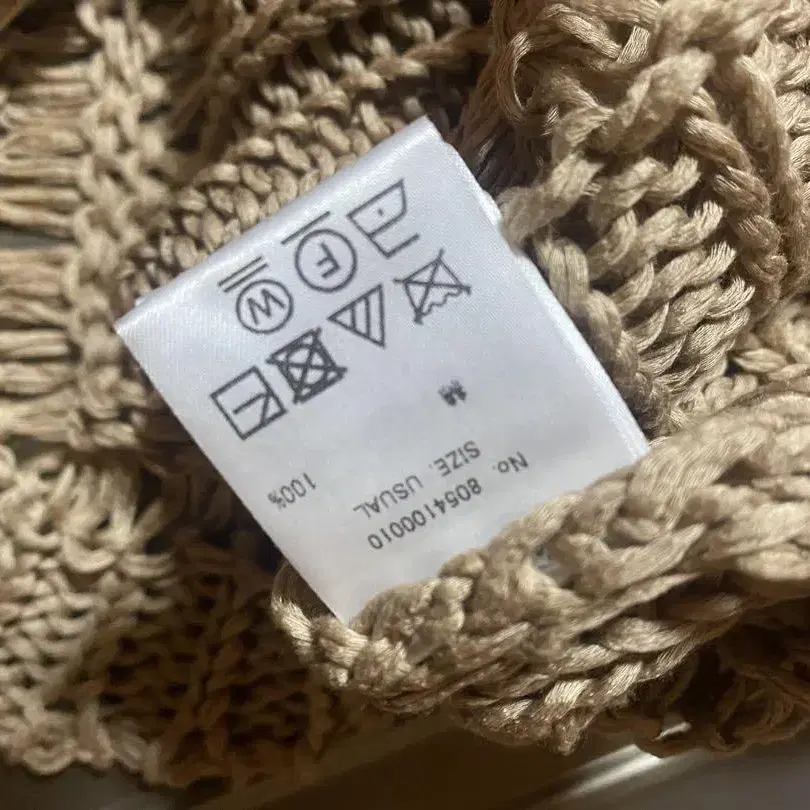 No. 8054100010
SIZE. USUAL
100%
F W